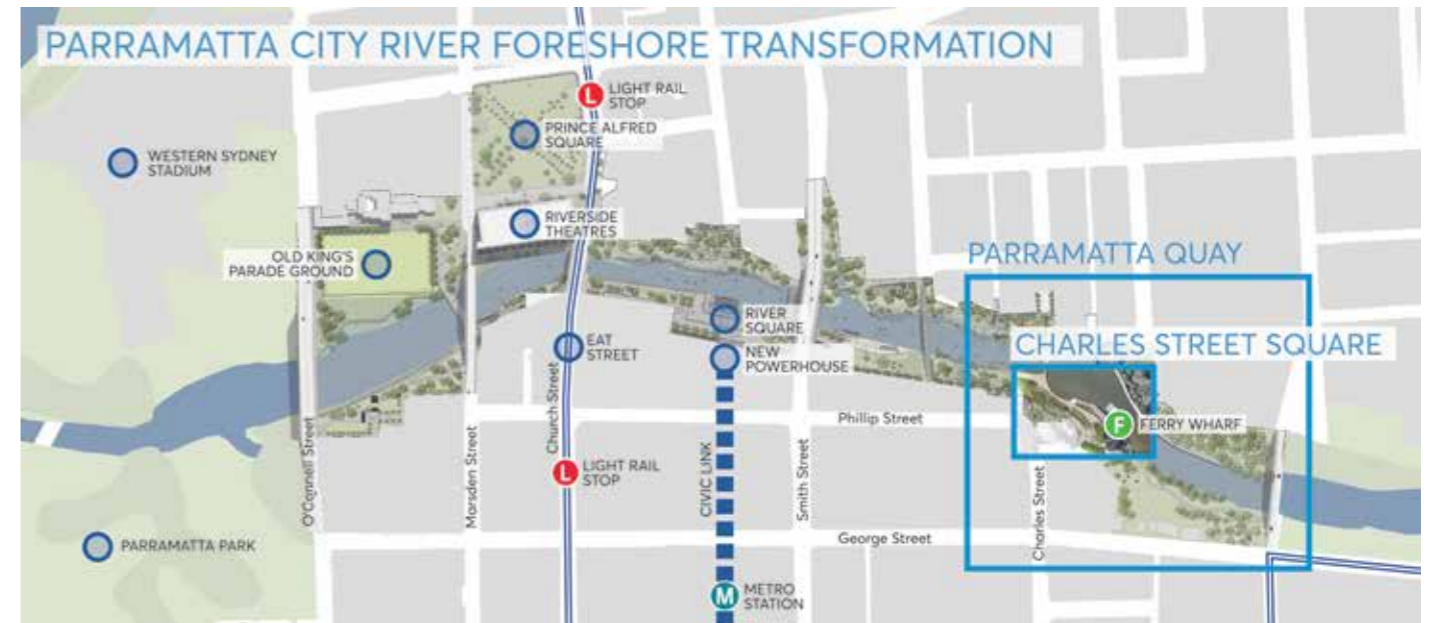 PARRAMATTA CITY RIVER FORESHORE TRANSFORMATION
L
LIGHT RAIL
STOP
PRINCE ALFRED
SQUARE
WESTERN SYDNEY
STADIUM
RIVERSIDE
THEATRES
OLD KING'S
PARADE GROUND
PARRAMATTA QUAY
RIVER
SQUARE
CHARLES STREET SQUARE
EAT
STREET
NEW
POWERHOUSE
Phillip Street
F
FERRY WHARF
O'Connell Street
Marsden Street
Church Street
L
LIGHT RAIL
STOP
CIVIC LINK
Smith Street
Charles Street
George Street
PARRAMATTA PARK
M
METRO
STATION